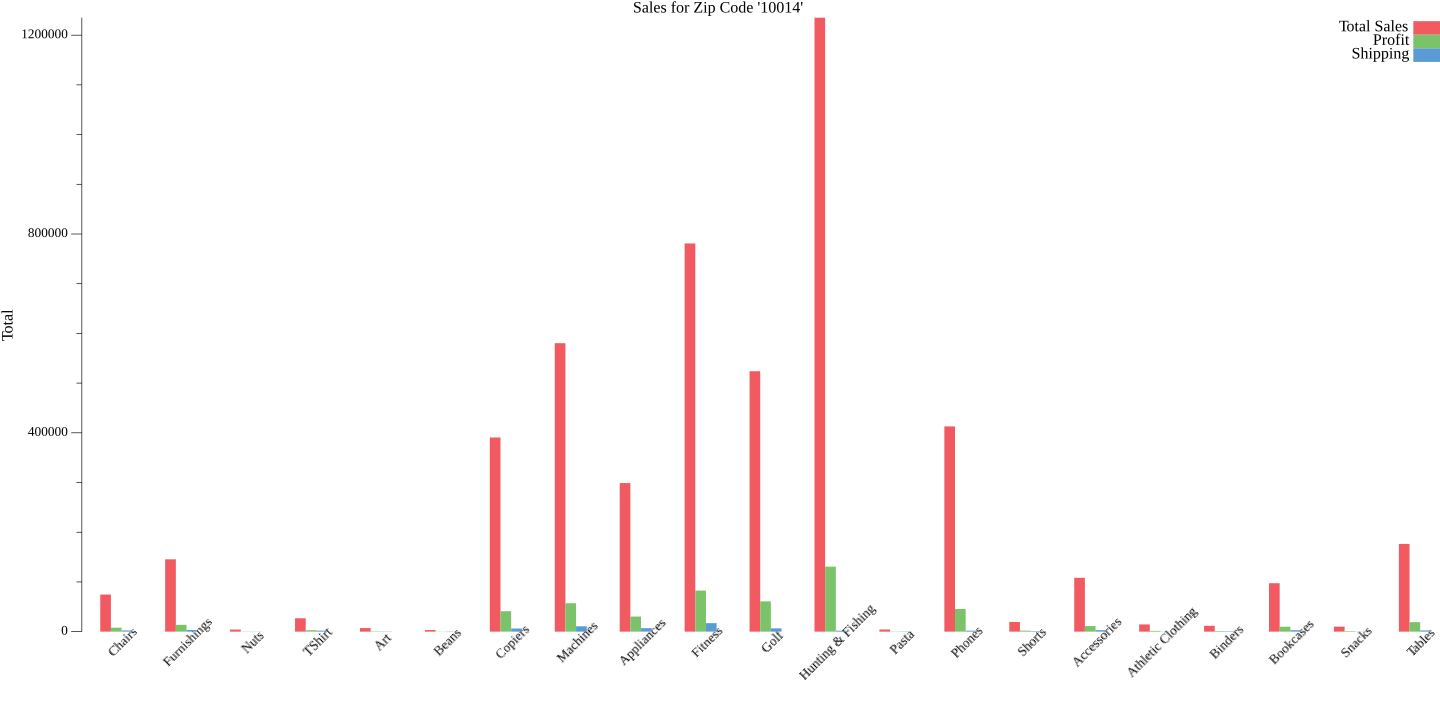 Sales for Zip Code '10014'
Total Sales
Profit
Shipping
1200000
800000
400000
0
Total
Chairs
Furnishings
Nuts
TShirt
Art
Beans
Copiers
Machines
Appliances
Fitness
Golf
Hunting & Fishing
Pasta
Phones
Shorts
Accessories
Athletic Clothing
Binders
Bookcases
Snacks
Tables